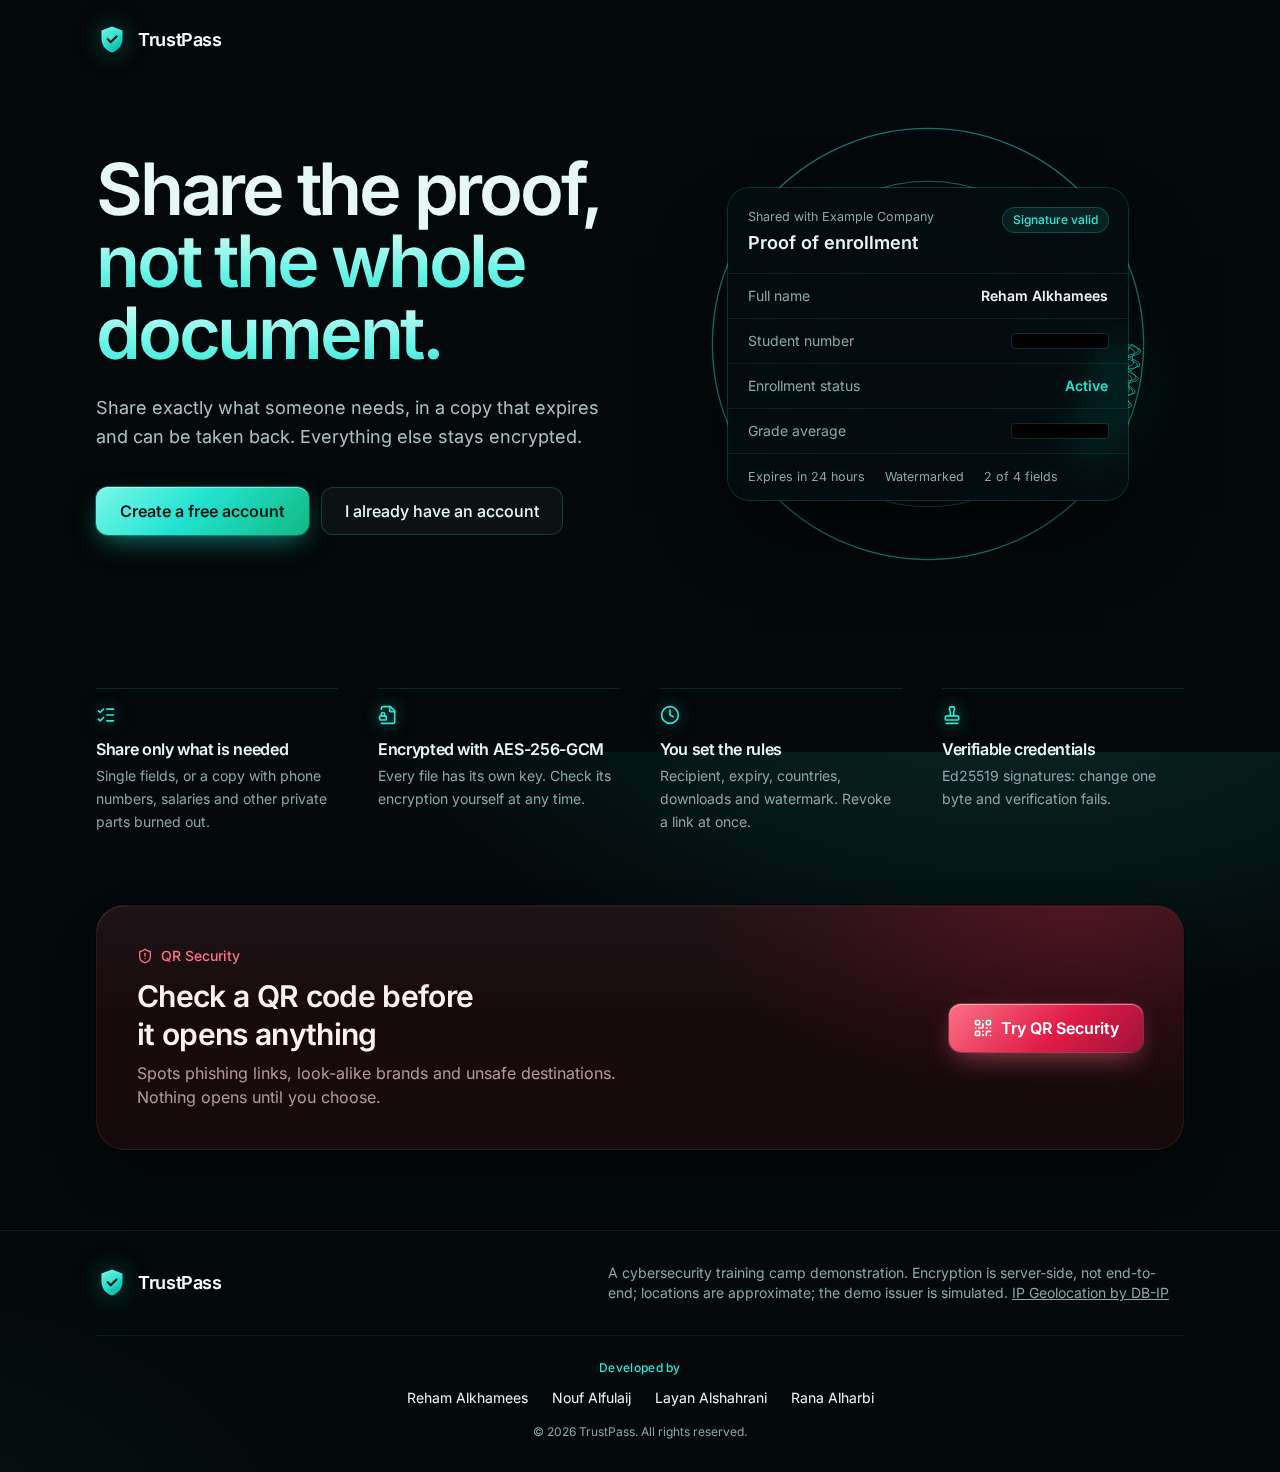 TrustPass
Share the proof,
not the whole
document.
Share exactly what someone needs, in a copy that expires
and can be taken back. Everything else stays encrypted.
Create a free account
I already have an account
Shared with Example Company
Signature valid
Proof of enrollment
Full name
Reham Alkhamees
Student number
Enrollment status
Active
Grade average
Expires in 24 hours
Watermarked
2 of 4 fields
Share only what is needed
Single fields, or a copy with phone
numbers, salaries and other private
parts burned out.
Encrypted with AES-256-GCM
Every file has its own key. Check its
encryption yourself at any time.
You set the rules
Recipient, expiry, countries,
downloads and watermark. Revoke
a link at once.
Verifiable credentials
Ed25519 signatures: change one
byte and verification fails.
QR Security
Check a QR code before
it opens anything
Spots phishing links, look-alike brands and unsafe destinations.
Nothing opens until you choose.
Try QR Security
TrustPass
A cybersecurity training camp demonstration. Encryption is server-side, not end-to-
end; locations are approximate; the demo issuer is simulated. IP Geolocation by DB-IP
Developed by
Reham Alkhamees
Nouf Alfulaij
Layan Alshahrani
Rana Alharbi
© 2026 TrustPass. All rights reserved.